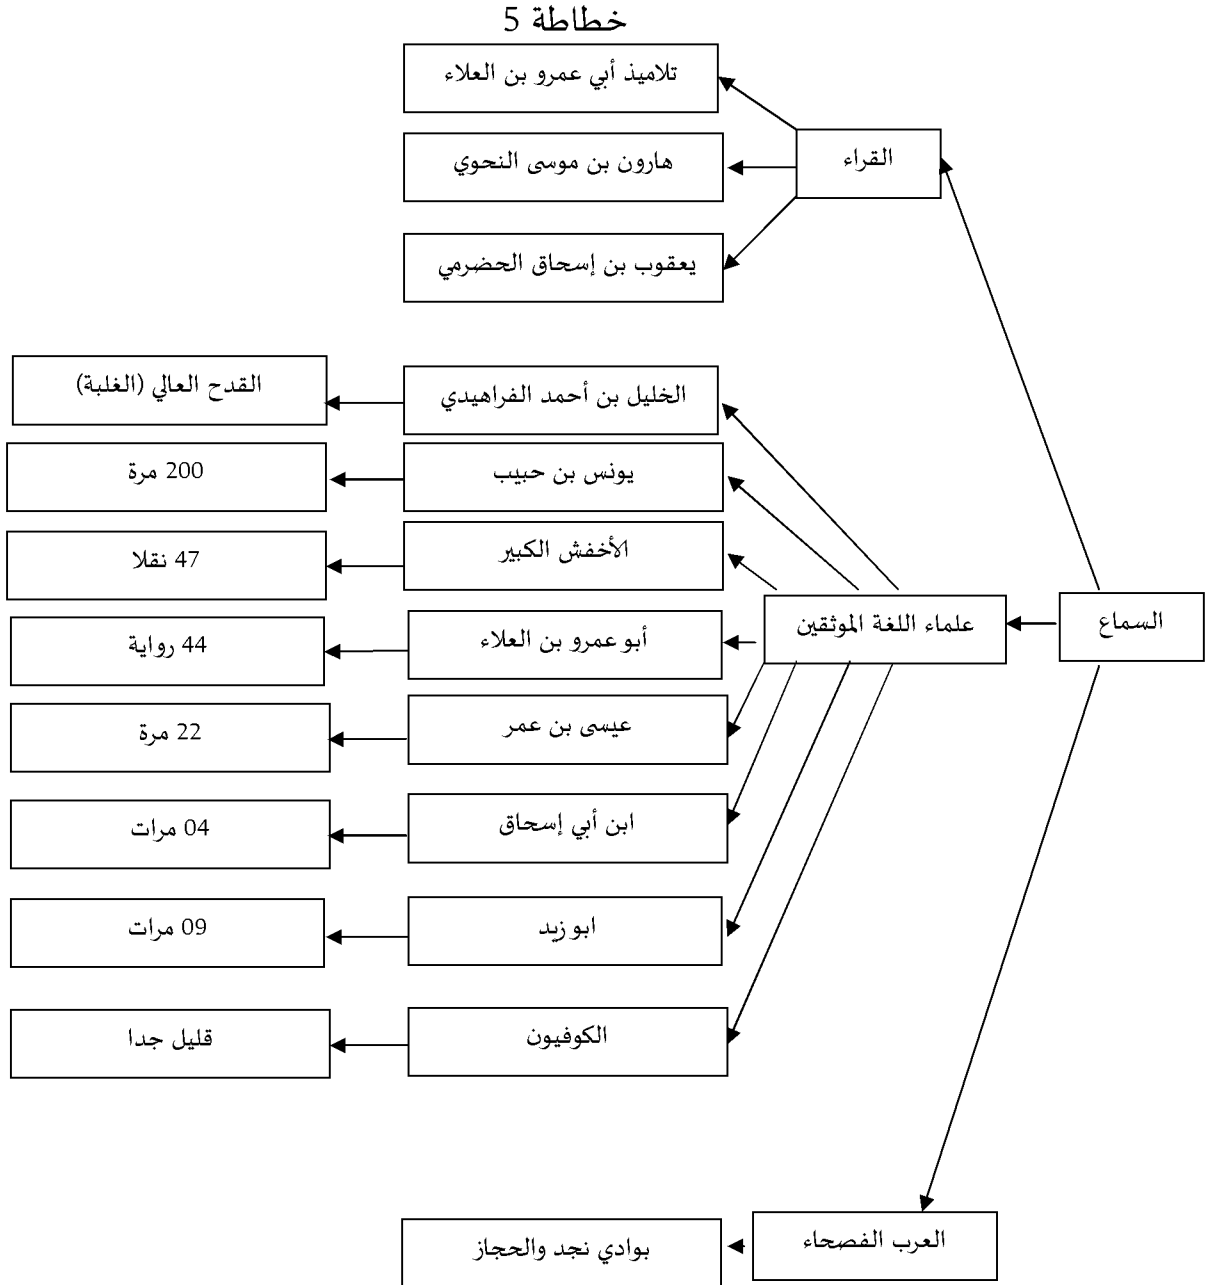 خطاطة 5
تلاميذ أبي عمرو بن العلاء
القراء
هارون بن موسى النحوي
يعقوب بن إسحاق الحضرمي
الخليل بن أحمد الفراهيدي
القدح العالي (الغلبة)
يونس بن حبيب
200 مرة
الأخفش الكبير
47 نقلا
السماع
علماء اللغة الموثقين
أبو عمرو بن العلاء
44 رواية
عيسى بن عمر
22 مرة
ابن أبي إسحاق
04 مرات
ابو زيد
09 مرات
الكوفيون
قليل جدا
العرب الفصحاء
بوادي نجد والحجاز